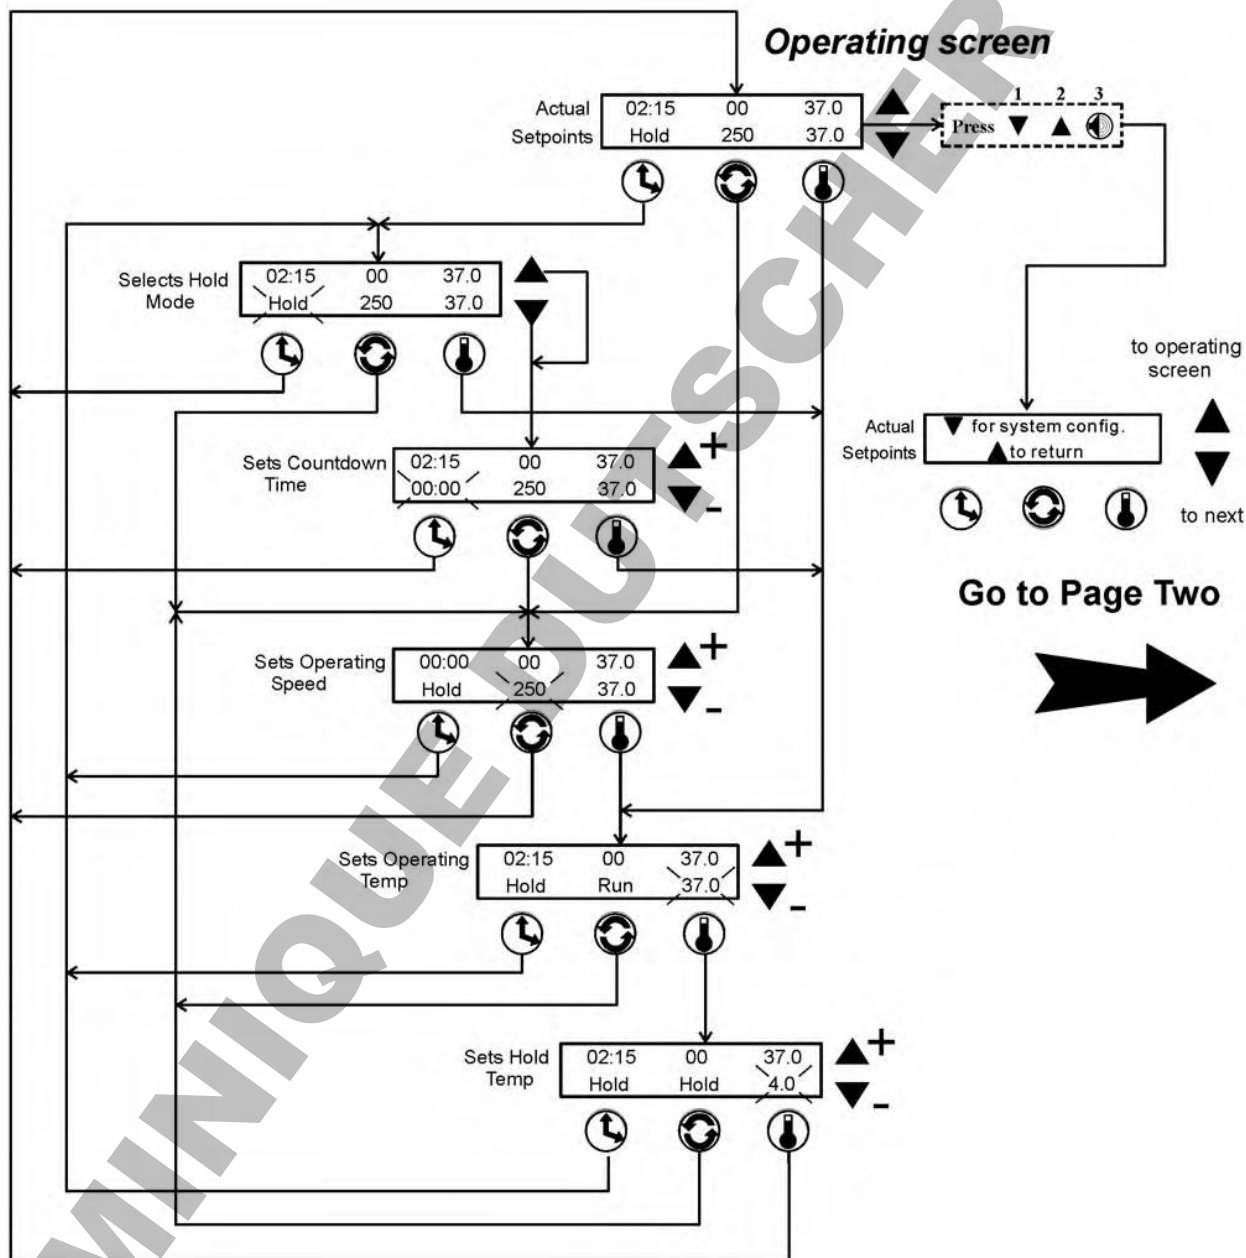 Operating screen
Actual 02:15 00 37.0
Setpoints Hold 250 37.0
1 2 3
Press
Selects Hold Mode
02:15 00 37.0
Hold 250 37.0
to operating
screen
Actual for system config.
Setpoints to return
to next
Go to Page Two
Sets Countdown
Time
02:15 00 37.0
00:00 250 37.0
+
-
Sets Operating
Speed
00:00 00 37.0
Hold 250 37.0
+
-
Sets Operating
Temp
02:15 00 37.0
Hold Run 37.0
+
-
Sets Hold
Temp
02:15 00 37.0
Hold Hold 4.0
+
-
MINIQUE DUTSCHER